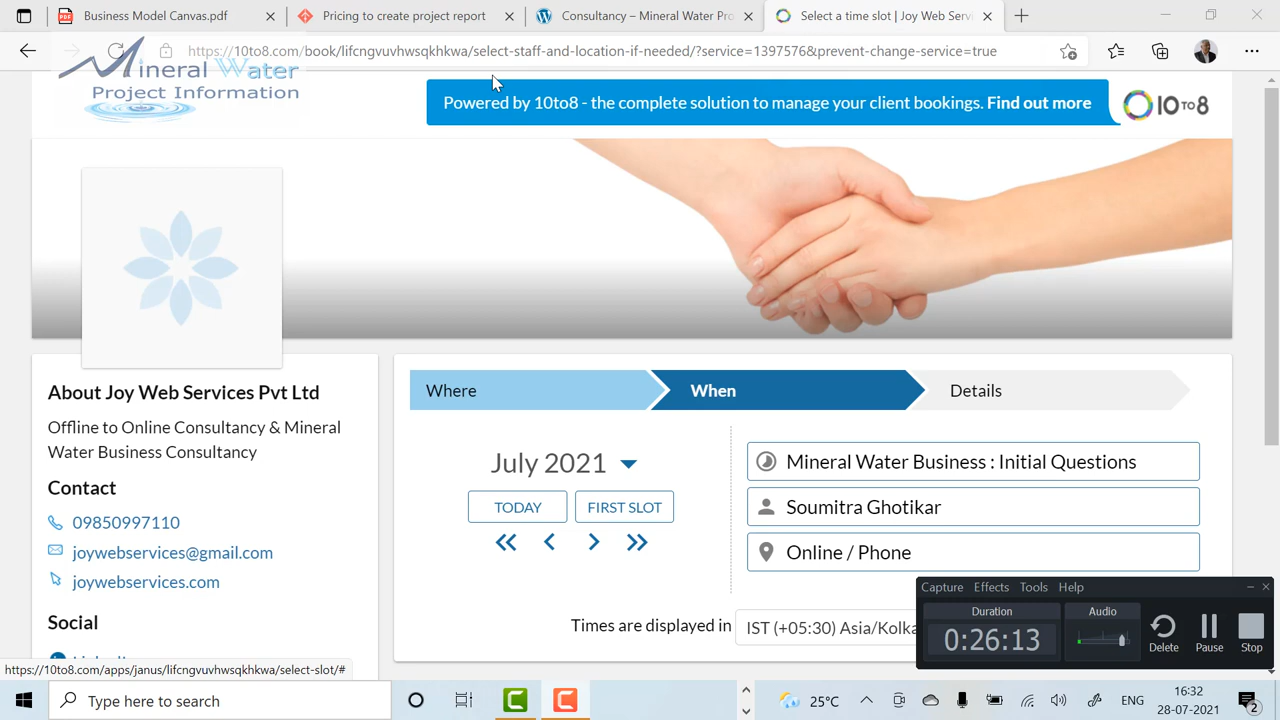 Business Model Canvas.pdf
Pricing to create project report
Consultancy – Mineral Water Pro
Select a time slot | Joy Web Servi
https://10to8.com/book/lifcngvuvhwsqkhkwa/select-staff-and-location-if-needed/?service=1397576&prevent-change-service=true
Mineral Water
Project Information
Powered by 10to8 - the complete solution to manage your client bookings. Find out more
10 TO 8
About Joy Web Services Pvt Ltd
Offline to Online Consultancy & Mineral
Water Business Consultancy
Contact
09850997110
joywebservices@gmail.com
joywebservices.com
Social
Where
When
Details
July 2021
TODAY
FIRST SLOT
Mineral Water Business : Initial Questions
Soumitra Ghotikar
Online / Phone
Times are displayed in
IST (+05:30) Asia/Kolka
Capture Effects Tools Help
Duration
0:26:13
Audio
Delete
Pause
Stop
https://10to8.com/apps/janus/lifcngvuvhwsqkhkwa/select-slot/#
Type here to search
25°C
ENG
16:32
28-07-2021
2